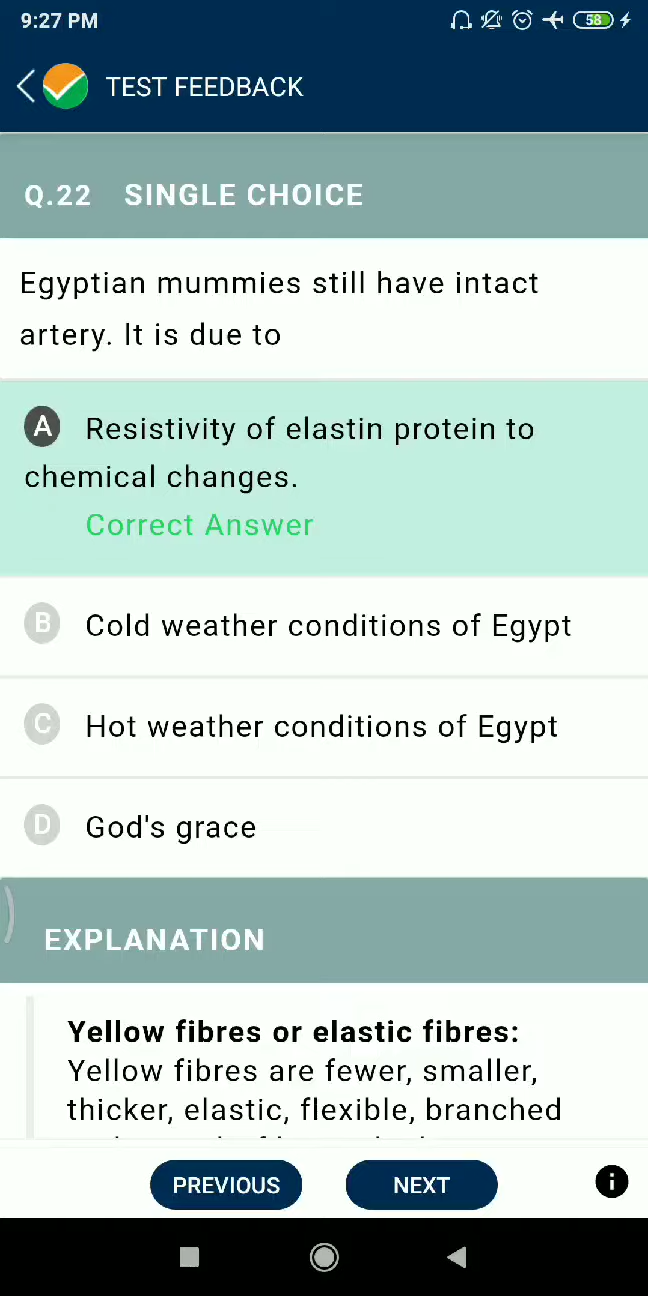 9:27 PM
58
TEST FEEDBACK
Q.22 SINGLE CHOICE
Egyptian mummies still have intact
artery. It is due to
A Resistivity of elastin protein to
chemical changes.
Correct Answer
B Cold weather conditions of Egypt
C Hot weather conditions of Egypt
D God's grace
EXPLANATION
Yellow fibres or elastic fibres:
Yellow fibres are fewer, smaller,
thicker, elastic, flexible, branched
PREVIOUS NEXT